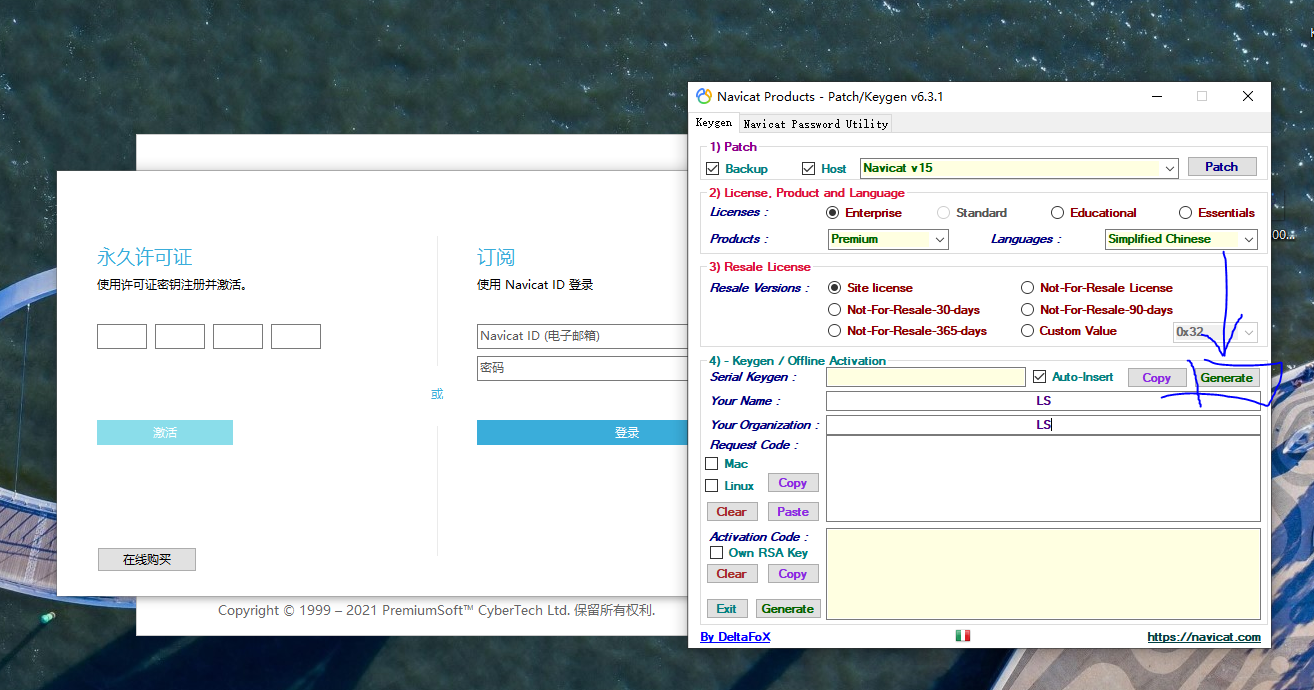 Navicat Products - Patch/Keygen v6.3.1
Keygen
Navicat Password Utility
1) Patch
Backup
Host
Navicat v15
Patch
2) License, Product and Language
Licenses :
Enterprise
Standard
Educational
Essentials
Products :
Premium
Languages :
Simplified Chinese
3) Resale License
Resale Versions :
Site license
Not-For-Resale License
Not-For-Resale-30-days
Not-For-Resale-90-days
Not-For-Resale-365-days
Custom Value
0x32
4) - Keygen / Offline Activation
Serial Keygen :
Auto-Insert
Copy
Generate
Your Name :
LS
Your Organization :
LS
Request Code :
Mac
Linux
Copy
Clear
Paste
Activation Code :
Own RSA Key
Clear
Copy
Exit
Generate
By DeltaFoX
https://navicat.com
永久许可证
使用许可证密钥注册并激活。
激活
在线购买
或
订阅
使用 Navicat ID 登录
Navicat ID (电子邮箱)
密码
登录
Copyright © 1999 – 2021 PremiumSoft™ CyberTech Ltd. 保留所有权利.
00...